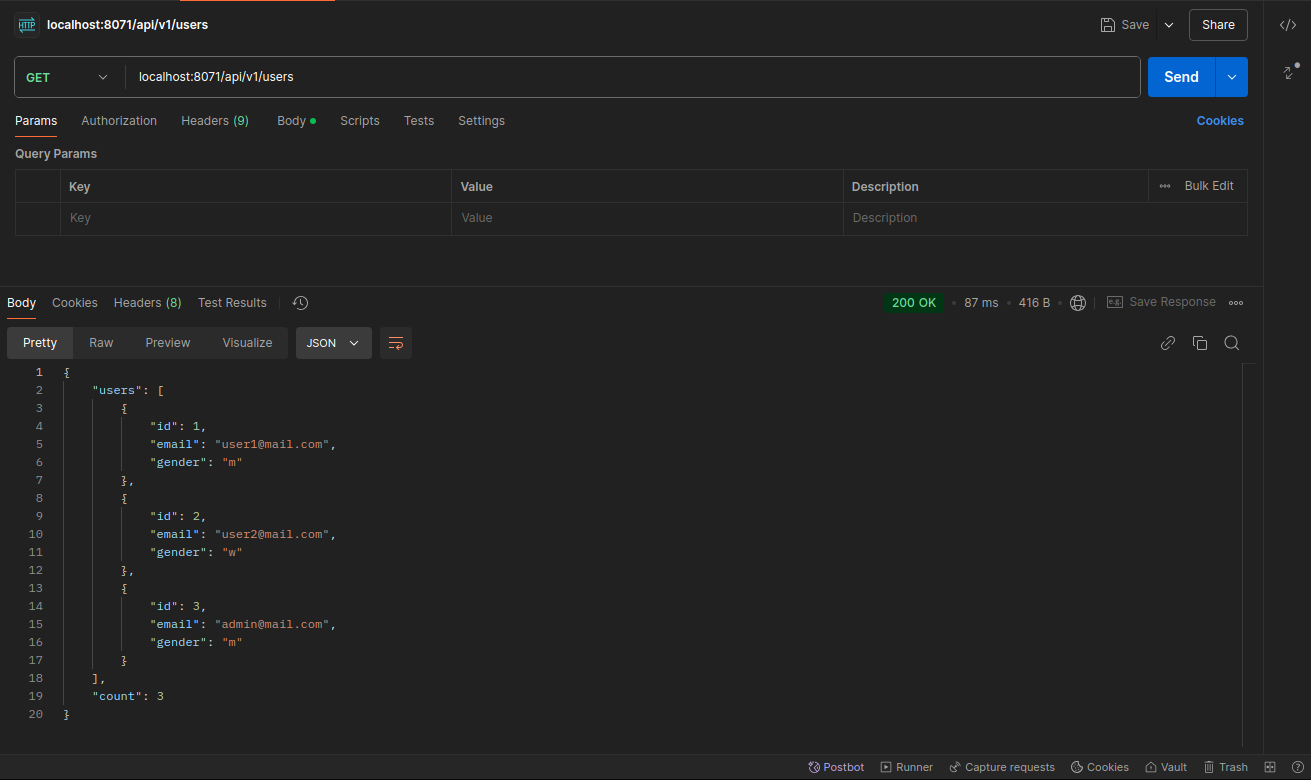 HTTP localhost:8071/api/v1/users Save Share
GET localhost:8071/api/v1/users Send
Params Authorization Headers (9) Body Scripts Tests Settings Cookies
Query Params
Key Value Description Bulk Edit
Key Value Description
Body Cookies Headers (8) Test Results 200 OK 87 ms 416 B e.g. Save Response
Pretty Raw Preview Visualize JSON
1 {
2 "users": [
3 {
4 "id": 1,
5 "email": "user1@mail.com",
6 "gender": "m"
7 },
8 {
9 "id": 2,
10 "email": "user2@mail.com",
11 "gender": "w"
12 },
13 {
14 "id": 3,
15 "email": "admin@mail.com",
16 "gender": "m"
17 }
18 ],
19 "count": 3
20 }
Postbot Runner Capture requests Cookies Vault Trash